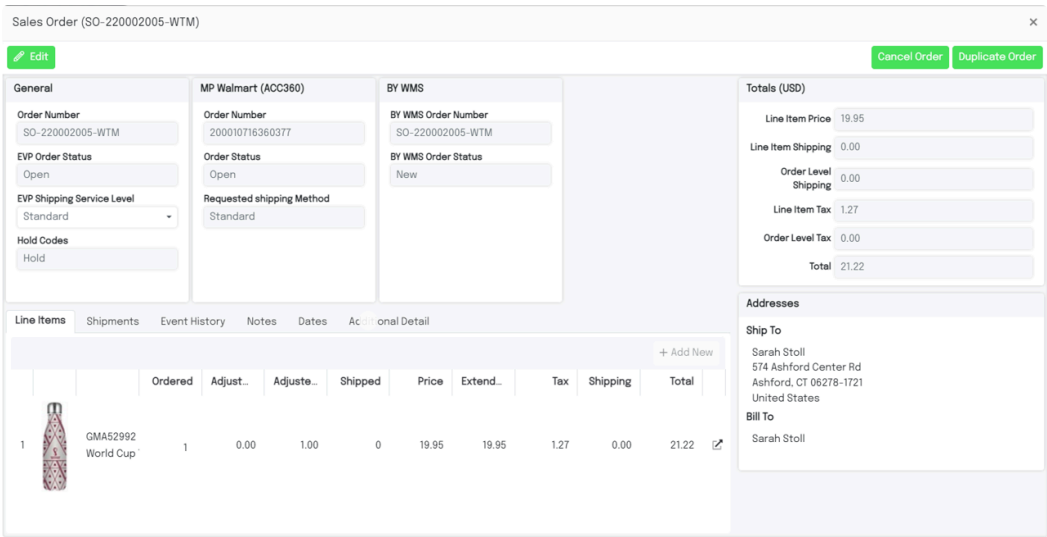 Sales Order (SO-220002005-WTM)
Edit
Cancel Order
Duplicate Order
General
Order Number
SO-220002005-WTM
EVP Order Status
Open
EVP Shipping Service Level
Standard
Hold Codes
Hold
MP Walmart (ACC360)
Order Number
200010716360377
Order Status
Open
Requested shipping Method
Standard
BY WMS
BY WMS Order Number
SO-220002005-WTM
BY WMS Order Status
New
Totals (USD)
Line Item Price 19.95
Line Item Shipping 0.00
Order Level
Shipping 0.00
Line Item Tax 1.27
Order Level Tax 0.00
Total 21.22
Line Items Shipments Event History Notes Dates onal Detail
+ Add New
Ordered Adjust... Adjuste... Shipped Price Extend... Tax Shipping Total
1 GMA52992 1 0.00 1.00 0 19.95 19.95 1.27 0.00 21.22
World Cup
Addresses
Ship To
Sarah Stoll
574 Ashford Center Rd
Ashford, CT 06278-1721
United States
Bill To
Sarah Stoll